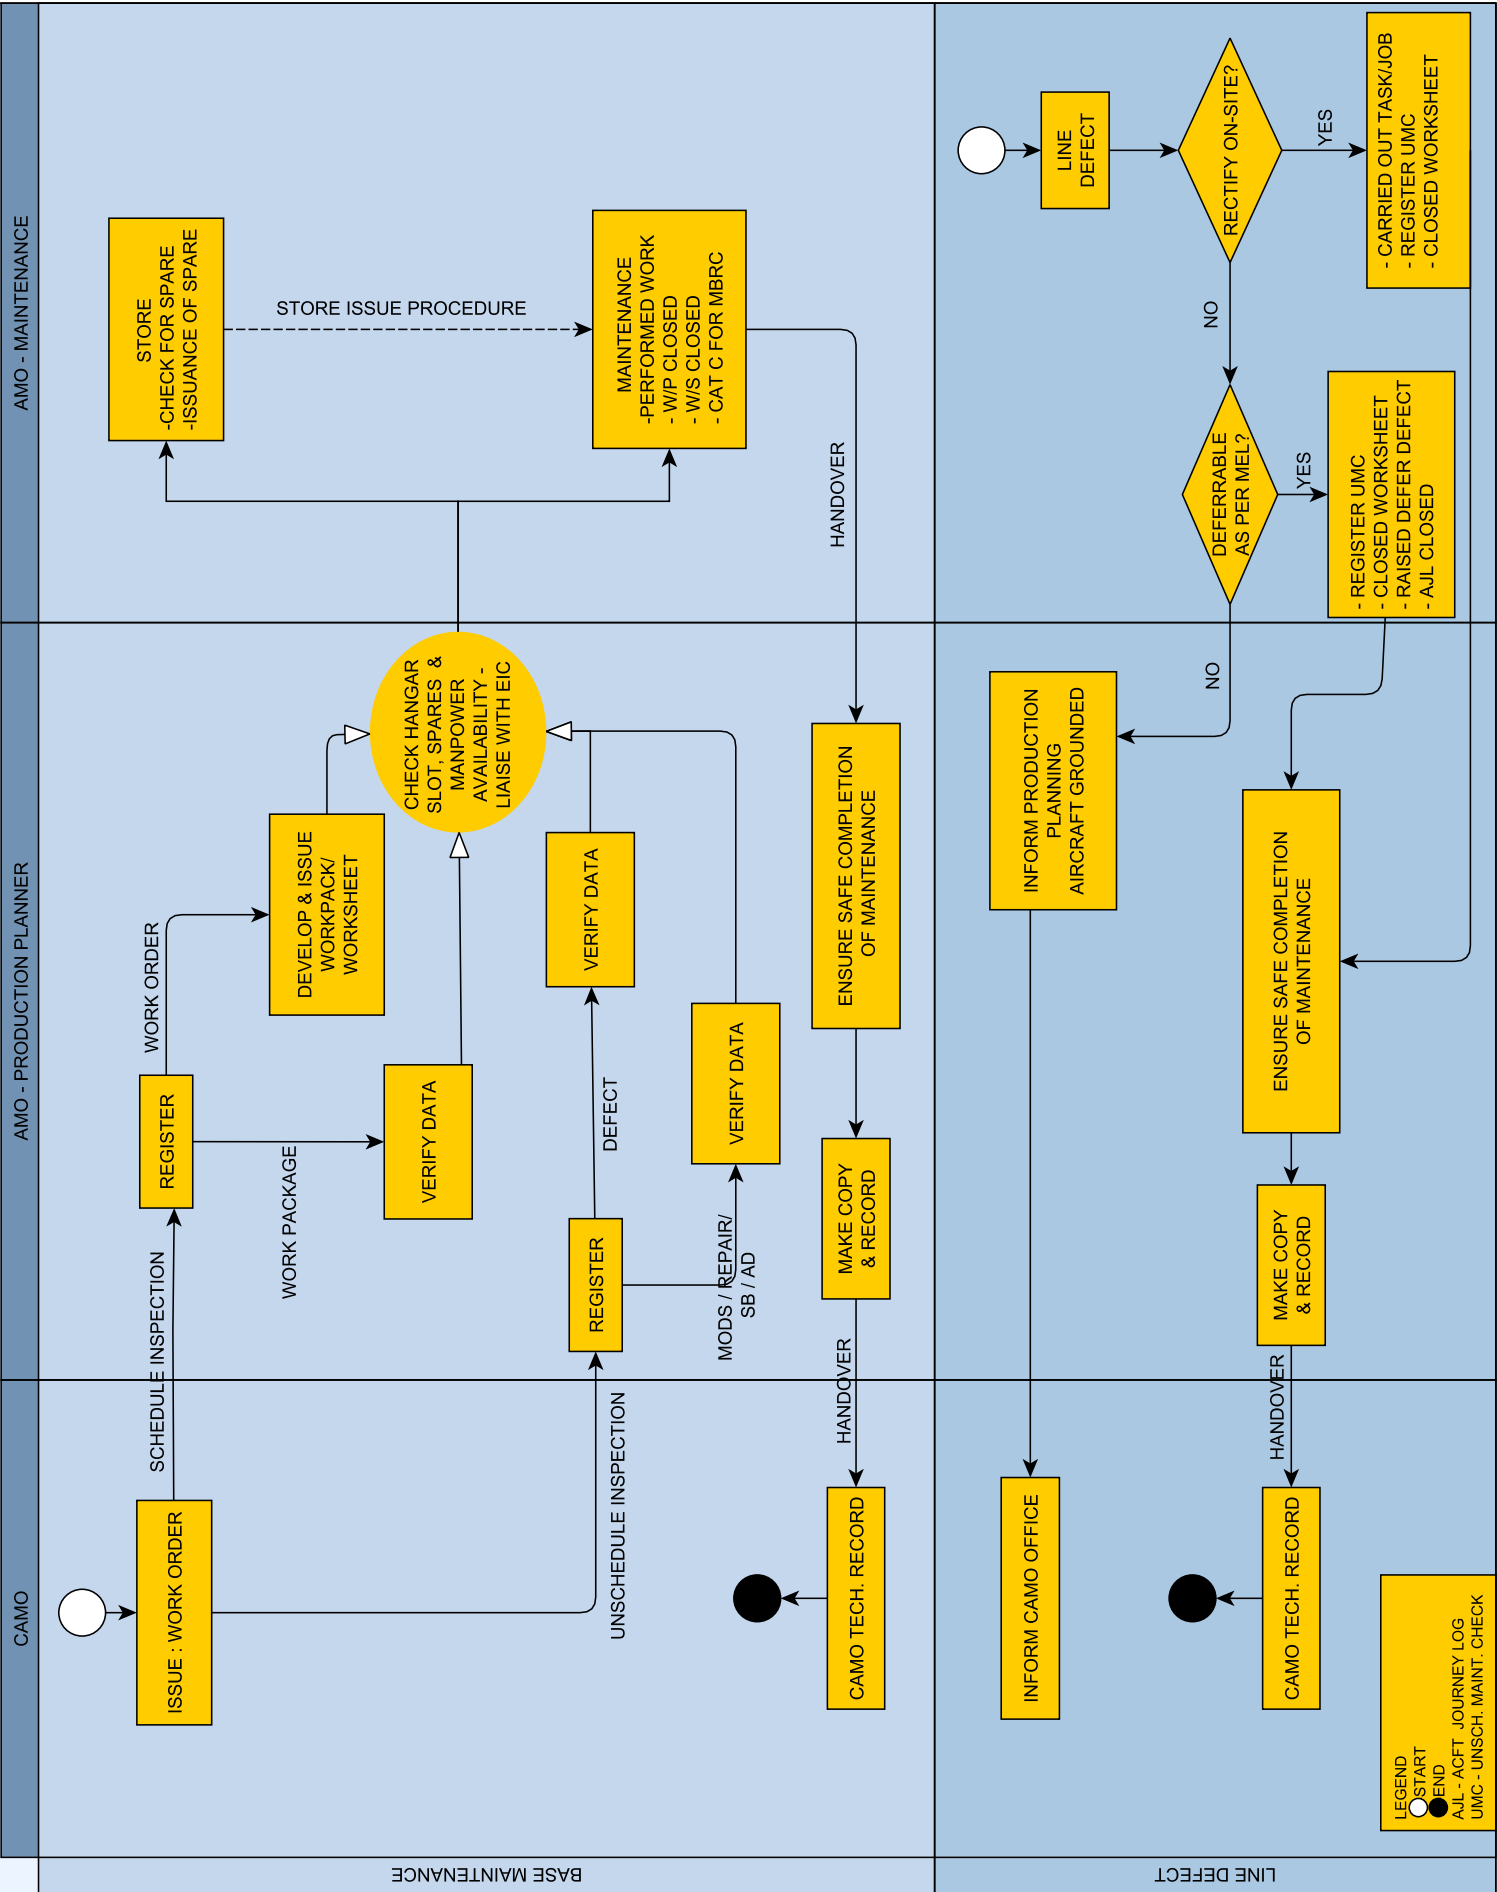 CAMO
AMO - PRODUCTION PLANNER
AMO - MAINTENANCE
BASE MAINTENANCE
ISSUE : WORK ORDER
SCHEDULE INSPECTION
UNSCHEDULE INSPECTION
REGISTER
WORK ORDER
WORK PACKAGE
DEVELOP & ISSUE
WORKPACK/
WORKSHEET
VERIFY DATA
REGISTER
DEFECT
MODS / REPAIR/
SB / AD
VERIFY DATA
VERIFY DATA
CHECK HANGAR
SLOT, SPARES &
MANPOWER
AVAILABILITY -
LIAISE WITH EIC
STORE
-CHECK FOR SPARE
-ISSUANCE OF SPARE
STORE ISSUE PROCEDURE
MAINTENANCE
-PERFORMED WORK
- W/P CLOSED
- W/S CLOSED
- CAT C FOR MBRC
HANDOVER
ENSURE SAFE COMPLETION
OF MAINTENANCE
MAKE COPY
& RECORD
HANDOVER
CAMO TECH. RECORD
LINE DEFECT
LINE
DEFECT
RECTIFY ON-SITE?
YES
- CARRIED OUT TASK/JOB
- REGISTER UMC
- CLOSED WORKSHEET
NO
DEFERRABLE
AS PER MEL?
YES
- REGISTER UMC
- CLOSED WORKSHEET
- RAISED DEFER DEFECT
- AJL CLOSED
NO
INFORM PRODUCTION
PLANNING
AIRCRAFT GROUNDED
INFORM CAMO OFFICE
ENSURE SAFE COMPLETION
OF MAINTENANCE
MAKE COPY
& RECORD
HANDOVER
CAMO TECH. RECORD
LEGEND
START
END
AJL - ACFT JOURNEY LOG
UMC - UNSCH. MAINT. CHECK